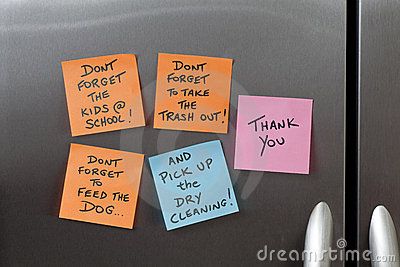 DONT
FORGET
THE
KIDS @
SCHOOL!
DONT
FORGET
TO TAKE
THE
TRASH OUT!
THANK
YOU
DONT
FORGET
TO
FEED THE
DOG...
AND
PICK UP
the
DRY
CLEANING!
dreamstime.com